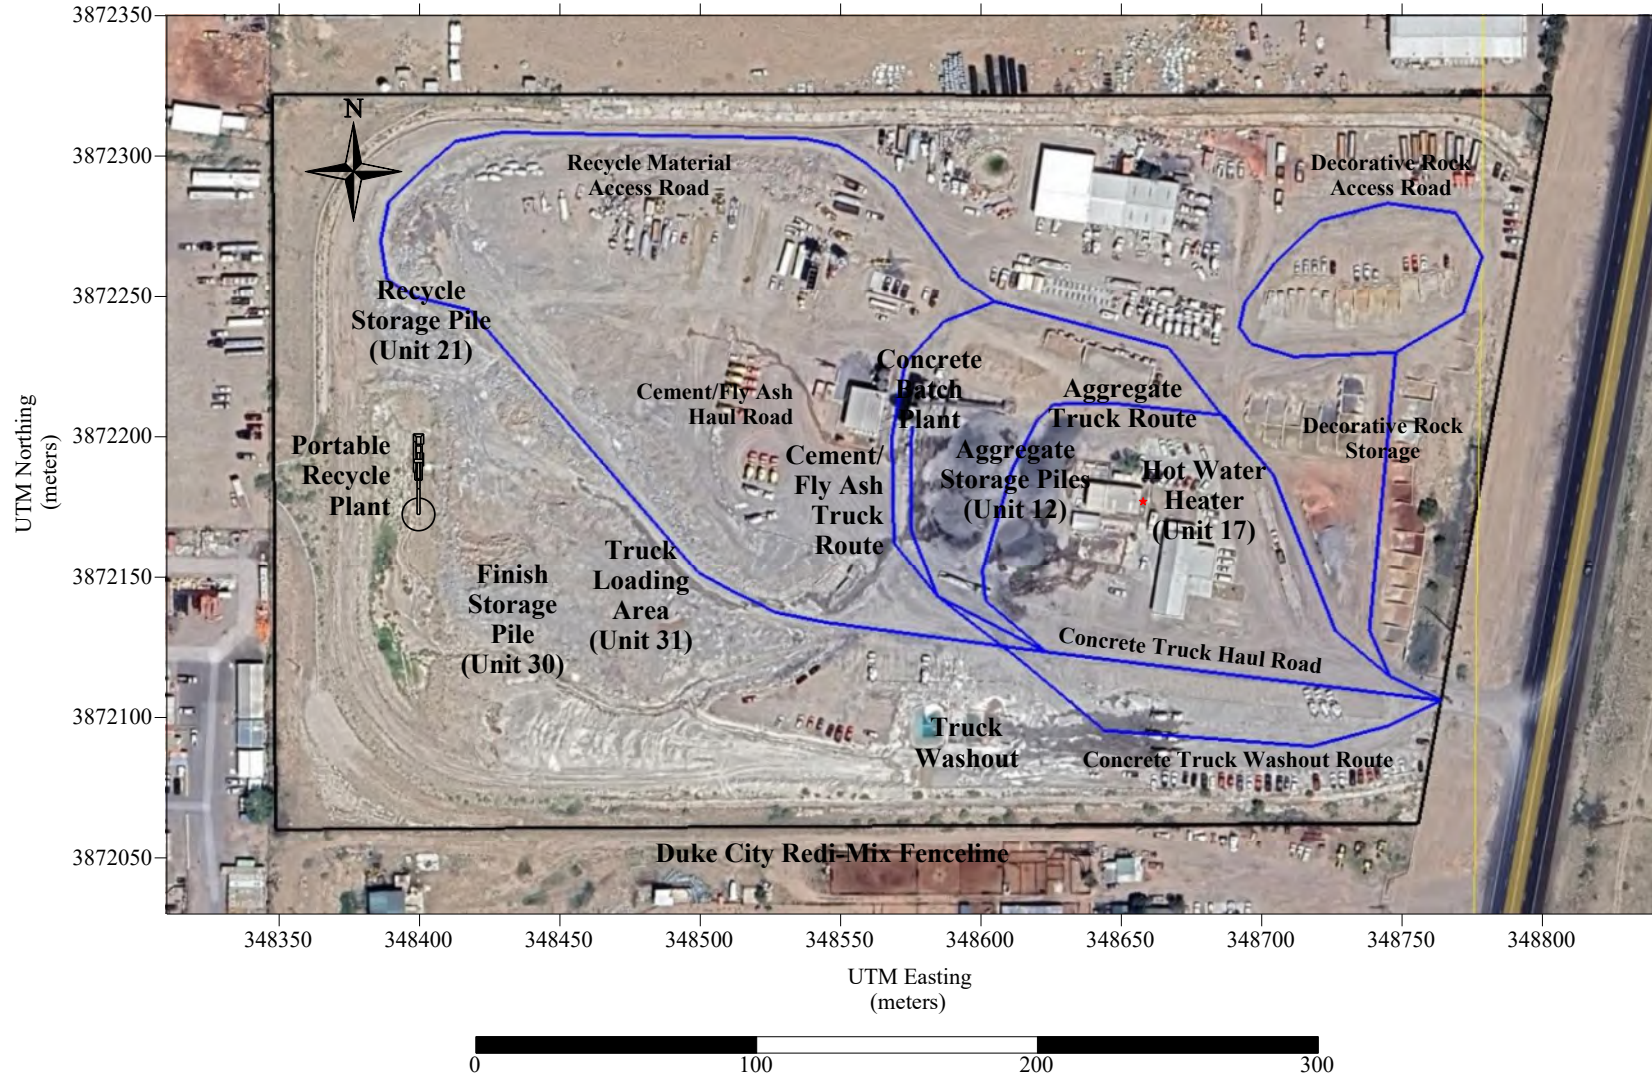 3872350
3872300
3872250
3872200
3872150
3872100
3872050
UTM Northing
(meters)
N
Recycle Material
Access Road
Decorative Rock
Access Road
Recycle
Storage Pile
(Unit 21)
Concrete
Batch
Plant
Cement/Fly Ash
Haul Road
Aggregate
Truck Route
Decorative Rock
Storage
Portable
Recycle
Plant
Cement/
Fly Ash
Truck
Route
Aggregate
Storage Piles
(Unit 12)
Hot Water
Heater
(Unit 17)
Finish
Storage
Pile
(Unit 30)
Truck
Loading
Area
(Unit 31)
Concrete Truck Haul Road
Truck
Washout
Concrete Truck Washout Route
Duke City Redi-Mix Fenceline
348350 348400 348450 348500 348550 348600 348650 348700 348750 348800
UTM Easting
(meters)
0 100 200 300